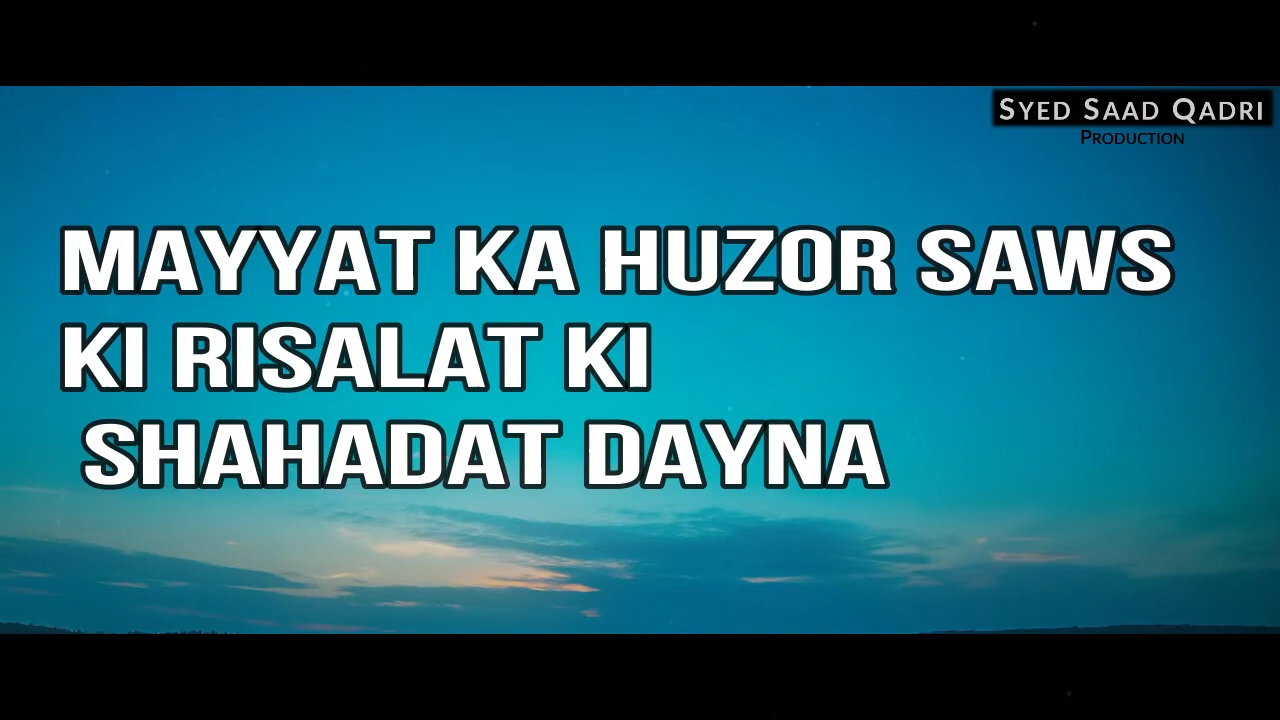 SYED SAAD QADRI
PRODUCTION
MAYYAT KA HUZOR SAWS
KI RISALAT KI
SHAHADAT DAYNA